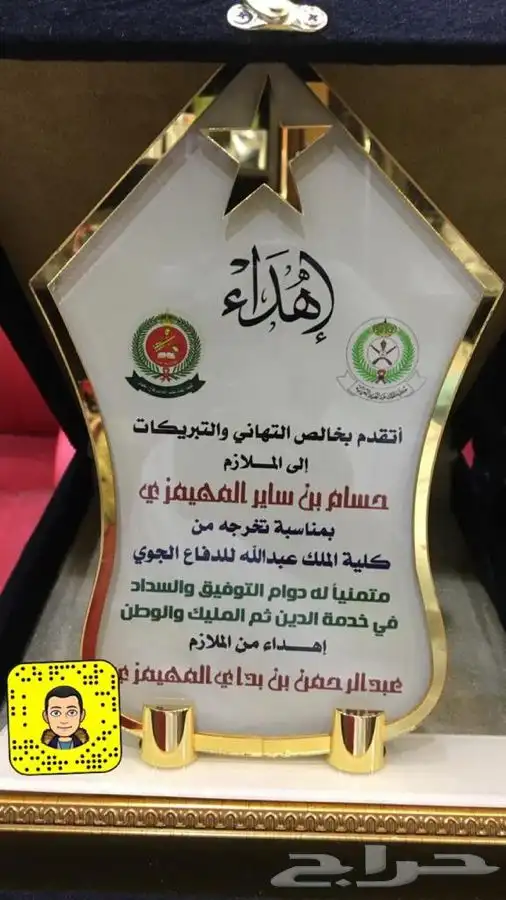 إهداء
أتقدم بخالص التهاني والتبريكات
إلى الملازم
حسام بن ساير المهيمزي
بمناسبة تخرجه من
كلية الملك عبدالله للدفاع الجوي
متمنياً له دوام التوفيق والسداد
في خدمة الدين ثم المليك والوطن
إهداء من الملازم
عبدالرحمن بن بداي المهيمزي
حراج